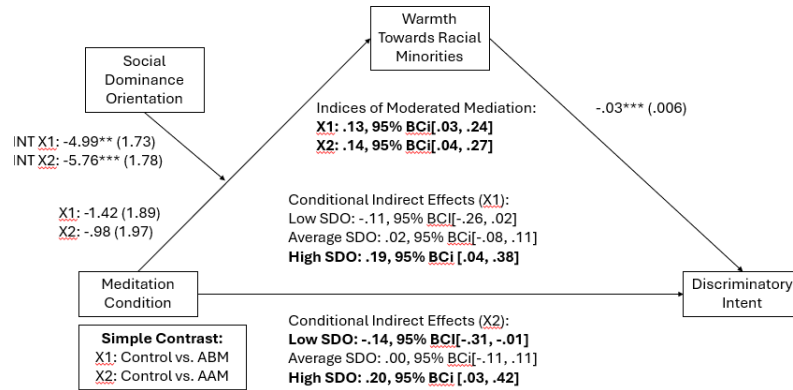 Warmth
Towards Racial
Minorities
Social
Dominance
Orientation
-.03*** (.006)
Indices of Moderated Mediation:
X1: .13, 95% BCi[.03, .24]
X2: .14, 95% BCi[.04, .27]
INT X1: -4.99** (1.73)
INT X2: -5.76*** (1.78)
Conditional Indirect Effects (X1):
Low SDO: -.11, 95% BCI[-.26, .02]
Average SDO: .02, 95% BCi[-.08, .11]
High SDO: .19, 95% BCi [.04, .38]
X1: -1.42 (1.89)
X2: -.98 (1.97)
Meditation
Condition
Discriminatory
Intent
Simple Contrast:
X1: Control vs. ABM
X2: Control vs. AAM
Conditional Indirect Effects (X2):
Low SDO: -.14, 95% BCI[-.31, -.01]
Average SDO: .00, 95% BCi[-.11, .11]
High SDO: .20, 95% BCi [.03, .42]